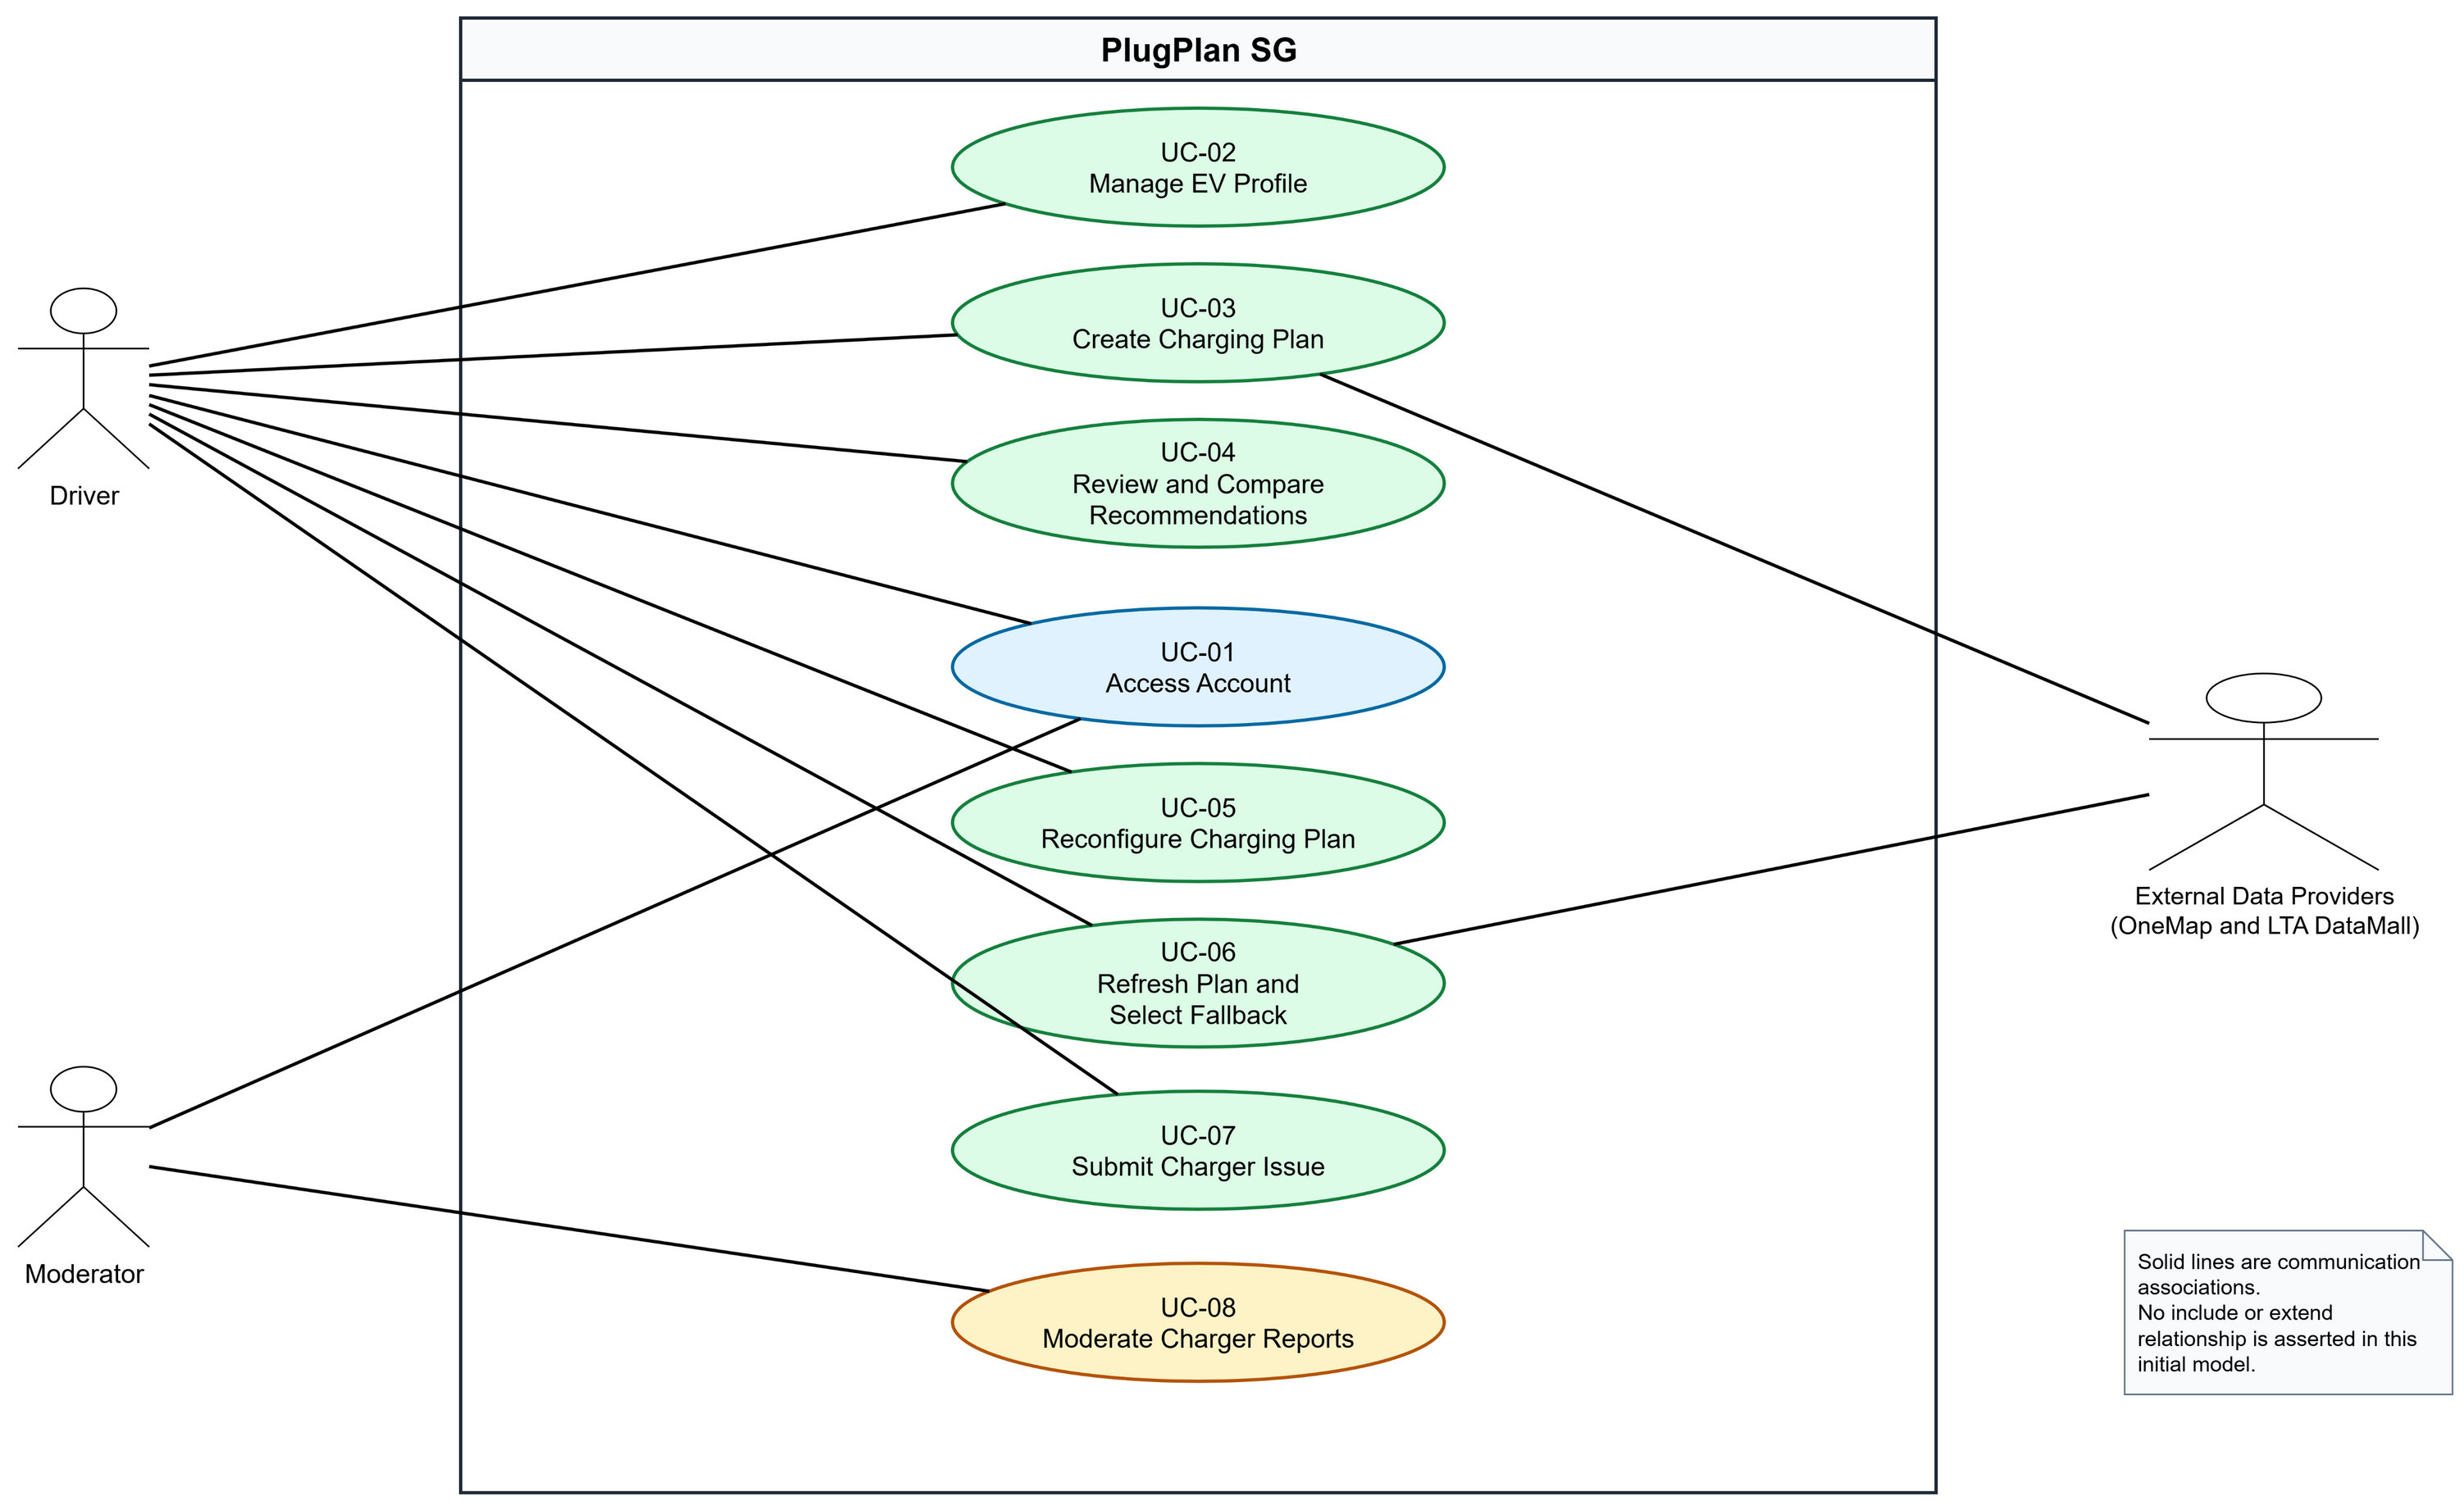 PlugPlan SG
UC-02
Manage EV Profile
UC-03
Create Charging Plan
UC-04
Review and Compare
Recommendations
UC-01
Access Account
UC-05
Reconfigure Charging Plan
UC-06
Refresh Plan and
Select Fallback
UC-07
Submit Charger Issue
UC-08
Moderate Charger Reports
Driver
Moderator
External Data Providers
(OneMap and LTA DataMall)
Solid lines are communication
associations.
No include or extend
relationship is asserted in this
initial model.